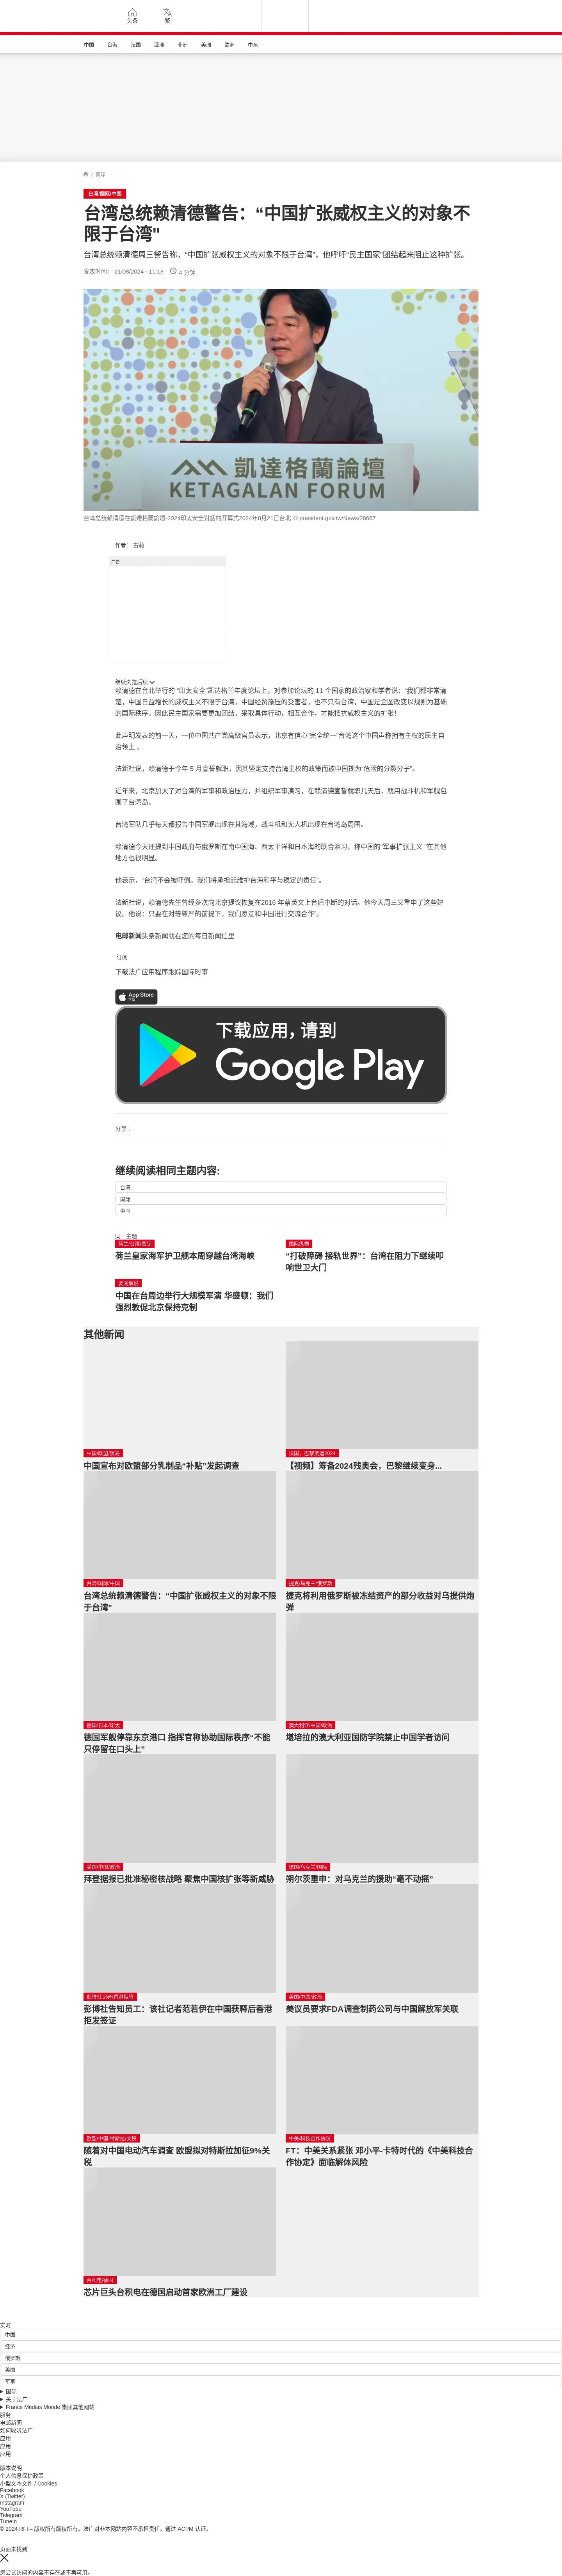 头条
繁
中国
台海
法国
亚洲
非洲
美洲
欧洲
中东
/ 国际
台湾/国际/中国
台湾总统赖清德警告：“中国扩张威权主义的对象不
限于台湾"
台湾总统赖清德周三警告称，“中国扩张威权主义的对象不限于台湾”，他呼吁“民主国家”团结起来阻止这种扩张。
发表时间： 21/08/2024 - 11:18
4 分钟
凱達格蘭論壇
KETAGALAN FORUM
台湾总统赖清德在凱達格蘭論壇-2024印太安全對話的开幕式2024年8月21日台北 © president.gov.tw/News/28667
作者： 古莉
广告
继续浏览后续
赖清德在台北举行的 “印太安全”凯达格兰年度论坛上，对参加论坛的 11 个国家的政治家和学者说：“我们都非常清
楚，中国日益增长的威权主义不限于台湾，中国经贸施压的受害者，也不只有台湾，中国是企图改变以规则为基础
的国际秩序，因此民主国家需要更加团结，采取具体行动，相互合作，才能抵抗威权主义的扩张！
此声明发表的前一天，一位中国共产党高级官员表示，北京有信心“完全统一”台湾这个中国声称拥有主权的民主自
治领土 。
法新社说，赖清德于今年 5 月宣誓就职，因其坚定支持台湾主权的政策而被中国视为“危险的分裂分子”。
近年来，北京加大了对台湾的军事和政治压力，并组织军事演习，在赖清德宣誓就职几天后，就用战斗机和军舰包
围了台湾岛。
台湾军队几乎每天都报告中国军舰出现在其海域，战斗机和无人机出现在台湾岛周围。
赖清德今天还提到中国政府与俄罗斯在南中国海、西太平洋和日本海的联合演习。称中国的“军事扩张主义 ”在其他
地方也很明显。
他表示，“台湾不会被吓倒。我们将承担起维护台海和平与稳定的责任”。
法新社说，赖清德先生曾经多次向北京提议恢复在2016 年蔡英文上台后中断的对话。他今天周三又重申了这些建
议。他说：只要在对等尊严的前提下，我们愿意和中国进行交流合作”。
电邮新闻头条新闻就在您的每日新闻信里
订阅
下载法广应用程序跟踪国际时事
App Store
下载
下载应用，请到
Google Play
分享 :
继续阅读相同主题内容:
台湾
国际
中国
同一主题
荷兰/台湾/国际
荷兰皇家海军护卫舰本周穿越台湾海峡
国际纵横
“打破障碍 接轨世界”：台湾在阻力下继续叩
响世卫大门
要闻解说
中国在台周边举行大规模军演 华盛顿：我们
强烈敦促北京保持克制
其他新闻
中国/欧盟/贸易
中国宣布对欧盟部分乳制品“补贴”发起调查
法国，巴黎奥运2024
【视频】筹备2024残奥会，巴黎继续变身...
台湾/国际/中国
台湾总统赖清德警告：“中国扩张威权主义的对象不限
于台湾"
捷克/乌克兰/俄罗斯
捷克将利用俄罗斯被冻结资产的部分收益对乌提供炮
弹
德国/日本/印太
德国军舰停靠东京港口 指挥官称协助国际秩序“不能
只停留在口头上”
澳大利亚/中国/政治
堪培拉的澳大利亚国防学院禁止中国学者访问
美国/中国/政治
拜登据报已批准秘密核战略 聚焦中国核扩张等新威胁
德国/乌克兰/国际
朔尔茨重申：对乌克兰的援助“毫不动摇”
彭博社记者/香港拒签
彭博社告知员工：该社记者范若伊在中国获释后香港
拒发签证
美国/中国/政治
美议员要求FDA调查制药公司与中国解放军关联
欧盟/中国/特斯拉/关税
随着对中国电动汽车调查 欧盟拟对特斯拉加征9%关
税
中美/科技合作协议
FT：中美关系紧张 邓小平-卡特时代的《中美科技合
作协定》面临解体风险
台积电/德国
芯片巨头台积电在德国启动首家欧洲工厂建设
实时
中国
经济
俄罗斯
美国
军事
国际
关于法广
France Médias Monde 集团其他网站
服务
电邮新闻
如何收听法广
应用
应用
应用
版本说明
个人信息保护政策
小型文本文件 / Cookies
Facebook
X (Twitter)
Instagram
YouTube
Telegram
TuneIn
© 2024 RFI – 版权所有版权所有。法广对非本网站内容不承担责任。通过 ACPM 认证。
页面未找到
您尝试访问的内容不存在或不再可用。